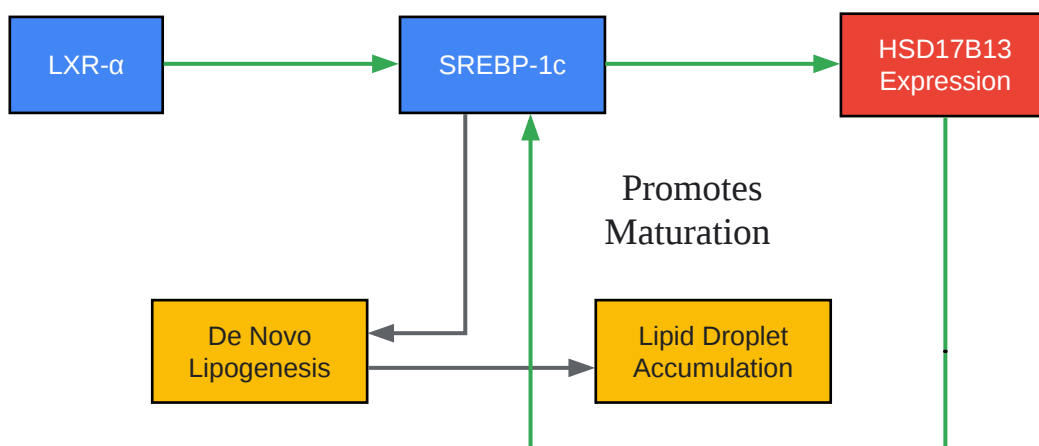 LXR-α
SREBP-1c
HSD17B13
Expression
Promotes
Maturation
De Novo
Lipogenesis
Lipid Droplet
Accumulation